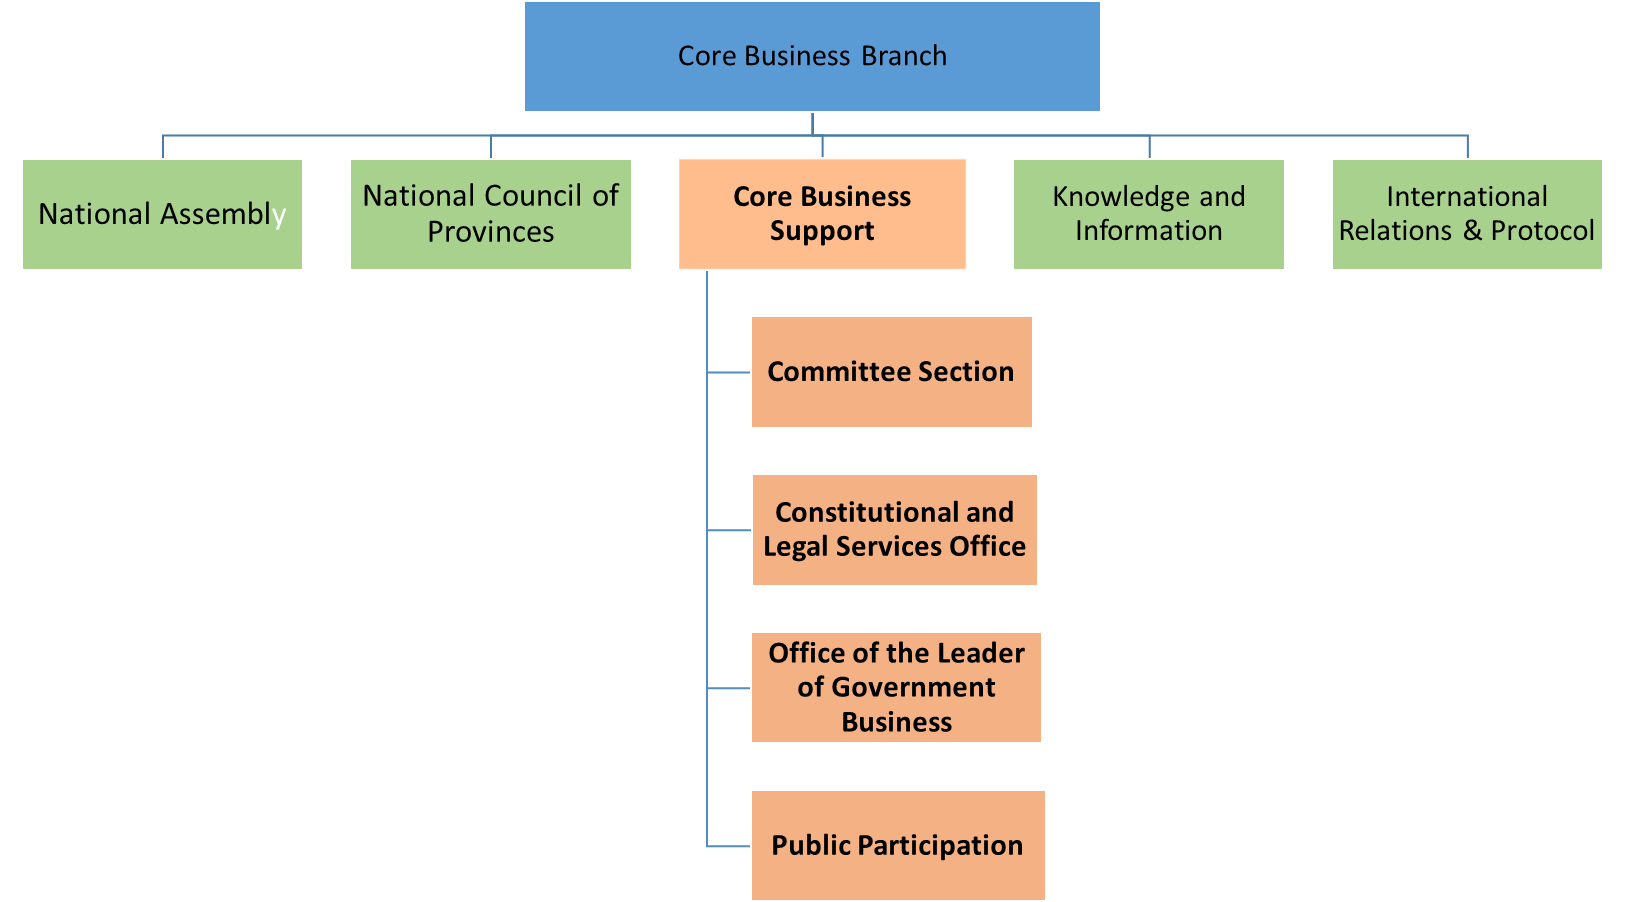 Core Business Branch
National Assembly
National Council of
Provinces
Core Business
Support
Knowledge and
Information
International
Relations & Protocol
Committee Section
Constitutional and
Legal Services Office
Office of the Leader
of Government
Business
Public Participation